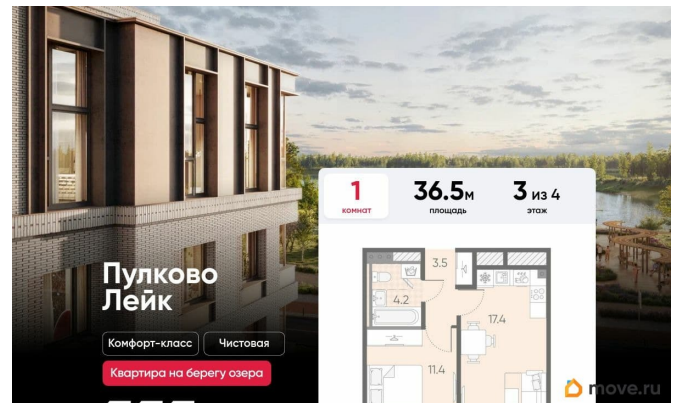 1
комнат
36.5м
площадь
3 из 4
этаж
Пулково
Лейк
Комфорт-класс
Чистовая
Квартира на берегу озера
3.5
4.2
17.4
11.4
move.ru